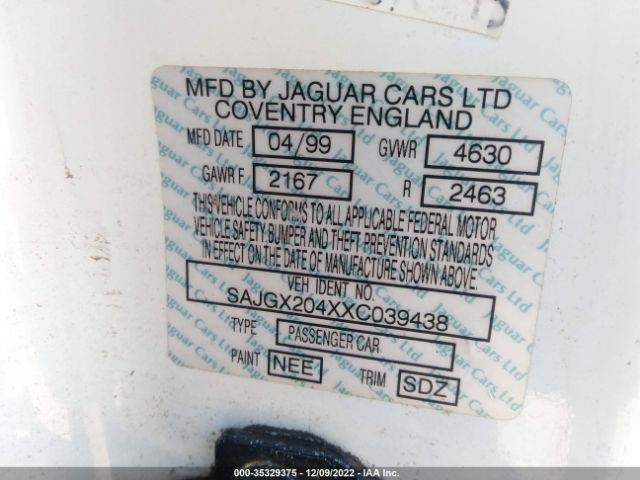 MFD BY JAGUAR CARS LTD
COVENTRY ENGLAND
MFD DATE 04/99 GVWR 4630
GAWR F 2167 R 2463
THIS VEHICLE CONFORMS TO ALL APPLICABLE FEDERAL MOTOR
VEHICLE SAFETY, BUMPER AND THEFT PREVENTION STANDARDS
IN EFFECT ON THE DATE OF MANUFACTURE SHOWN ABOVE.
VEH IDENT NO.
SAJGX204XXC039438
TYPE PASSENGER CAR
PAINT NEE TRIM SDZ
000-35329375 - 12/09/2022 - IAA Inc.